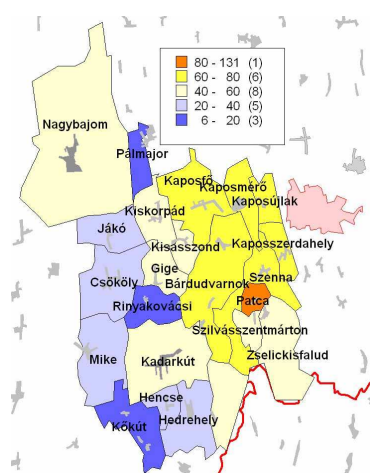 80 - 131 (1)
60 - 80 (6)
40 - 60 (8)
20 - 40 (5)
6 - 20 (3)
Nagybajom
Pálmajor
Kaposfő
Kaposmérő
Kaposújlak
Kiskorpád
Jákó
Kisasszond
Kaposszerdahely
Gige
Csököly
Bárdudvarnok
Szenna
Rinyakovácsi
Patca
Szilvásszentmárton
Mike
Kadarkút
Zselickisfalud
Hencse
Hedrehely
Kőkút